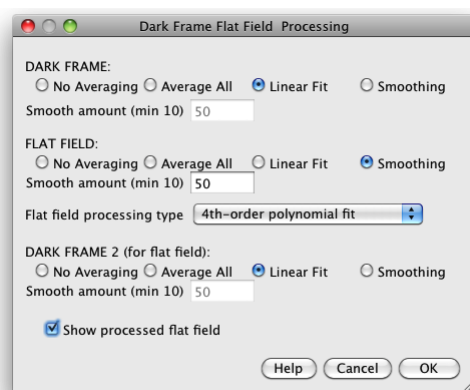 Dark Frame Flat Field  Processing
DARK FRAME:
No Averaging Average All Linear Fit Smoothing
Smooth amount (min 10) 50
FLAT FIELD:
No Averaging Average All Linear Fit Smoothing
Smooth amount (min 10) 50
Flat field processing type 4th-order polynomial fit
DARK FRAME 2 (for flat field):
No Averaging Average All Linear Fit Smoothing
Smooth amount (min 10) 50
Show processed flat field
Help Cancel OK